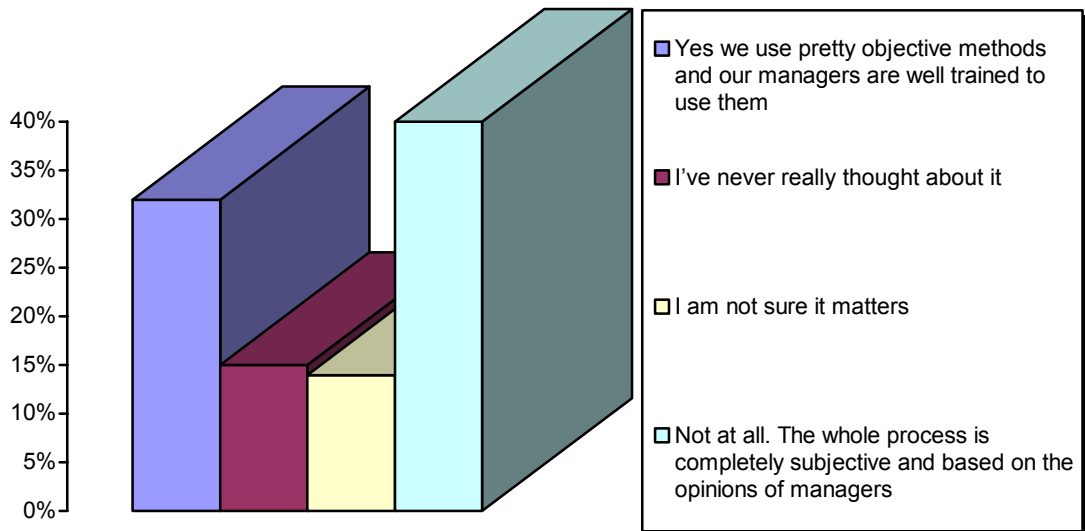 40%
35%
30%
25%
20%
15%
10%
5%
0%
Yes we use pretty objective methods
and our managers are well trained to
use them
I've never really thought about it
I am not sure it matters
Not at all. The whole process is
completely subjective and based on the
opinions of managers